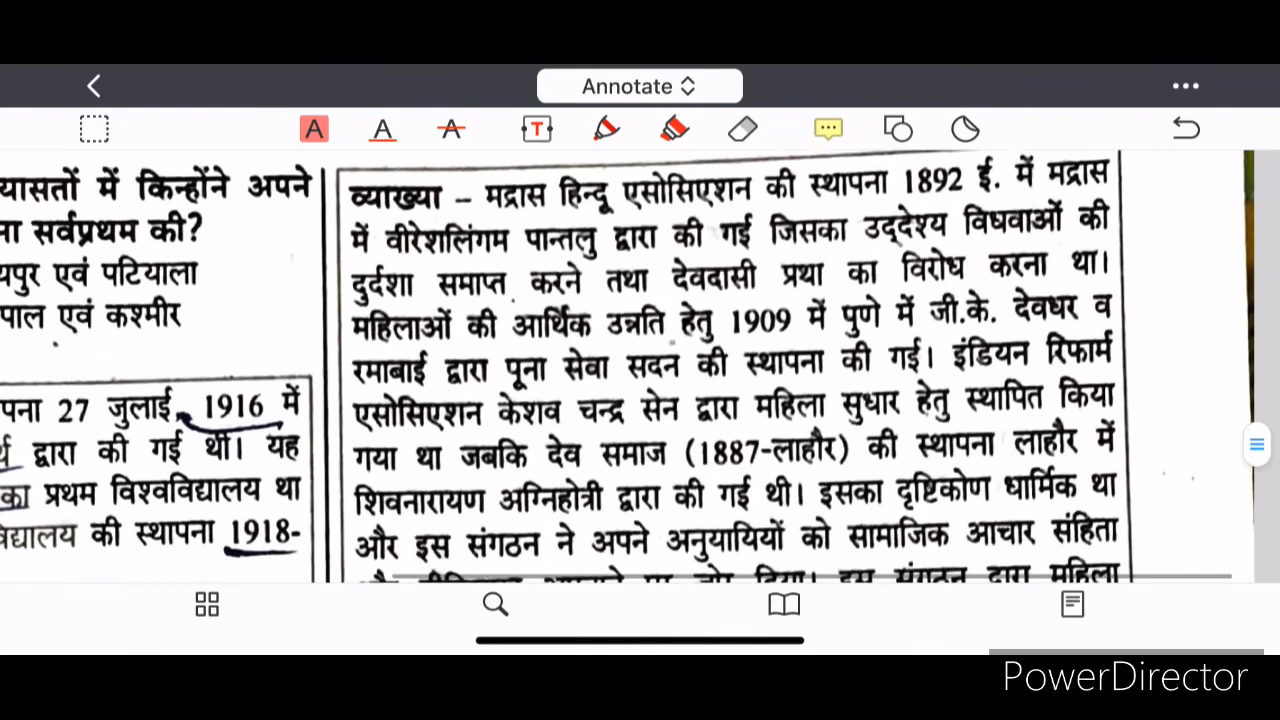 Annotate
A A A T
यासतों में किन्होंने अपने
ना सर्वप्रथम की?
यपुर एवं पटियाला
पाल एवं कश्मीर
पना 27 जुलाई, 1916 में
र्थ द्वारा की गई थी। यह
का प्रथम विश्वविद्यालय था
वेद्यालय की स्थापना 1918-
व्याख्या – मद्रास हिन्दू एसोसिएशन की स्थापना 1892 ई. में मद्रास
में वीरेशलिंगम पान्तलु द्वारा की गई जिसका उद्देश्य विधवाओं की
दुर्दशा समाप्त करने तथा देवदासी प्रथा का विरोध करना था।
महिलाओं की आर्थिक उन्नति हेतु 1909 में पुणे में जी.के. देवधर व
रमाबाई द्वारा पूना सेवा सदन की स्थापना की गई। इंडियन रिफार्म
एसोसिएशन केशव चन्द्र सेन द्वारा महिला सुधार हेतु स्थापित किया
गया था जबकि देव समाज (1887-लाहौर) की स्थापना लाहौर में
शिवनारायण अग्निहोत्री द्वारा की गई थी। इसका दृष्टिकोण धार्मिक था
और इस संगठन ने अपने अनुयायियों को सामाजिक आचार संहिता
दिया। इस संगठन द्वारा महिला
PowerDirector